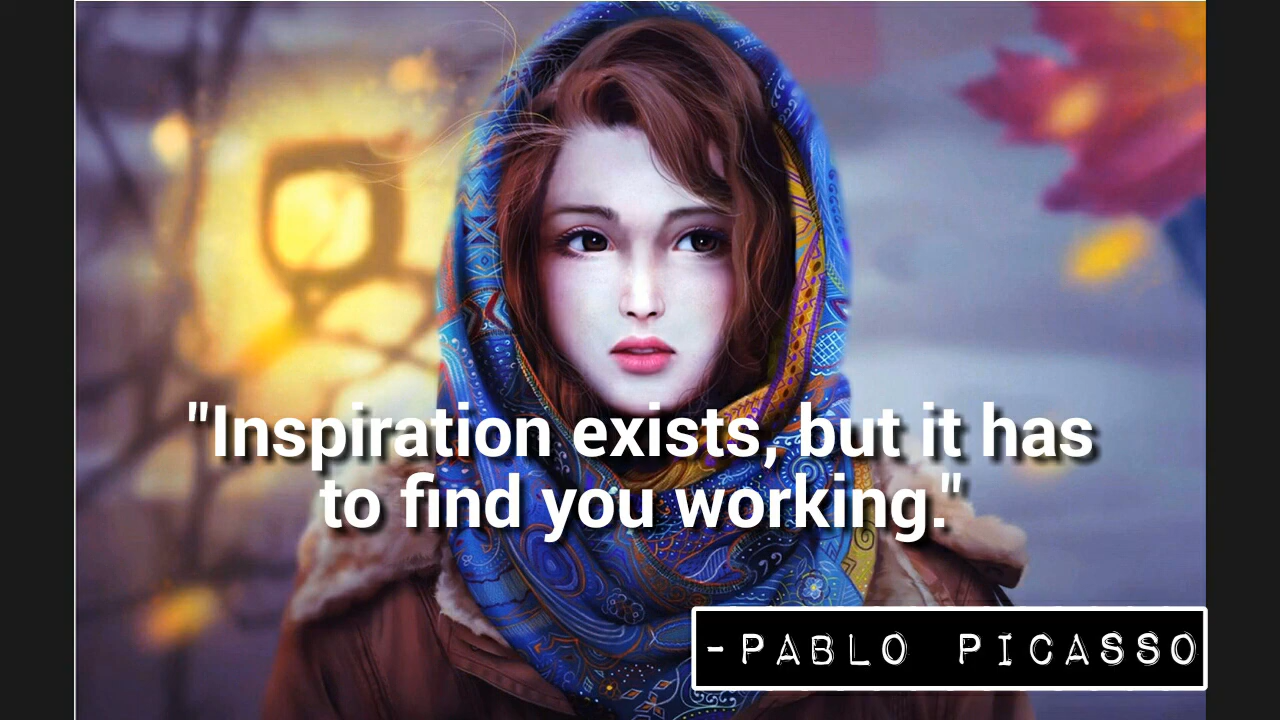 "Inspiration exists, but it has
to find you working."
-PABLO PICASSO